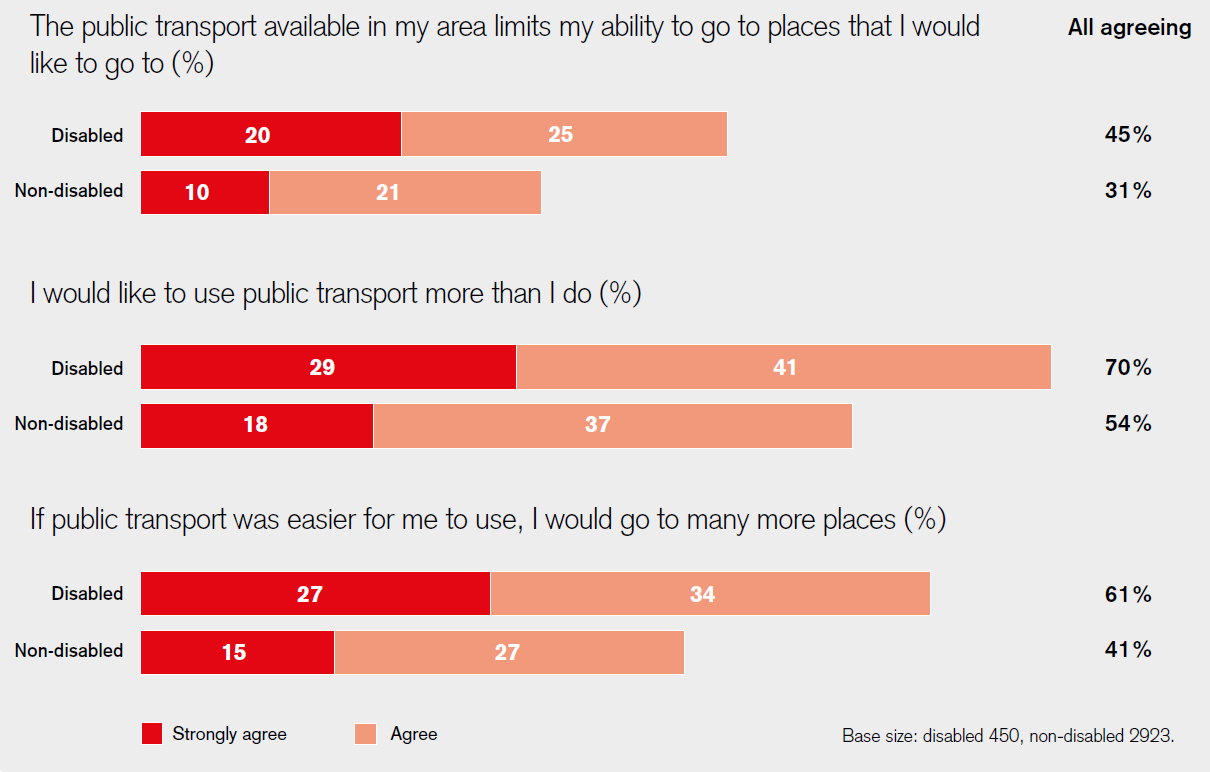 The public transport available in my area limits my ability to go to places that I would
like to go to (%)
All agreeing
Disabled 20 25 45%
Non-disabled 10 21 31%
I would like to use public transport more than I do (%)
Disabled 29 41 70%
Non-disabled 18 37 54%
If public transport was easier for me to use, I would go to many more places (%)
Disabled 27 34 61%
Non-disabled 15 27 41%
Strongly agree Agree
Base size: disabled 450, non-disabled 2923.